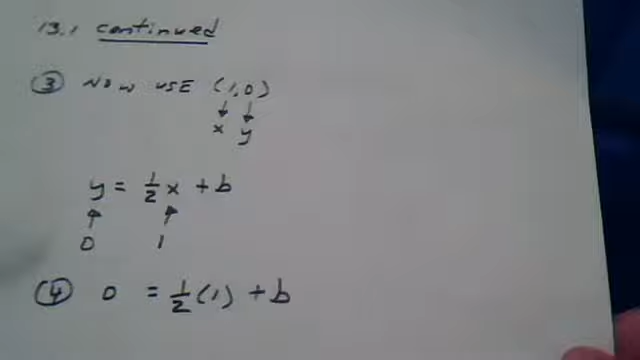 13.1 continued
③ Now USE (1,0)
x y
y = 1/2 x + b
0 1
④ 0 = 1/2 (1) + b